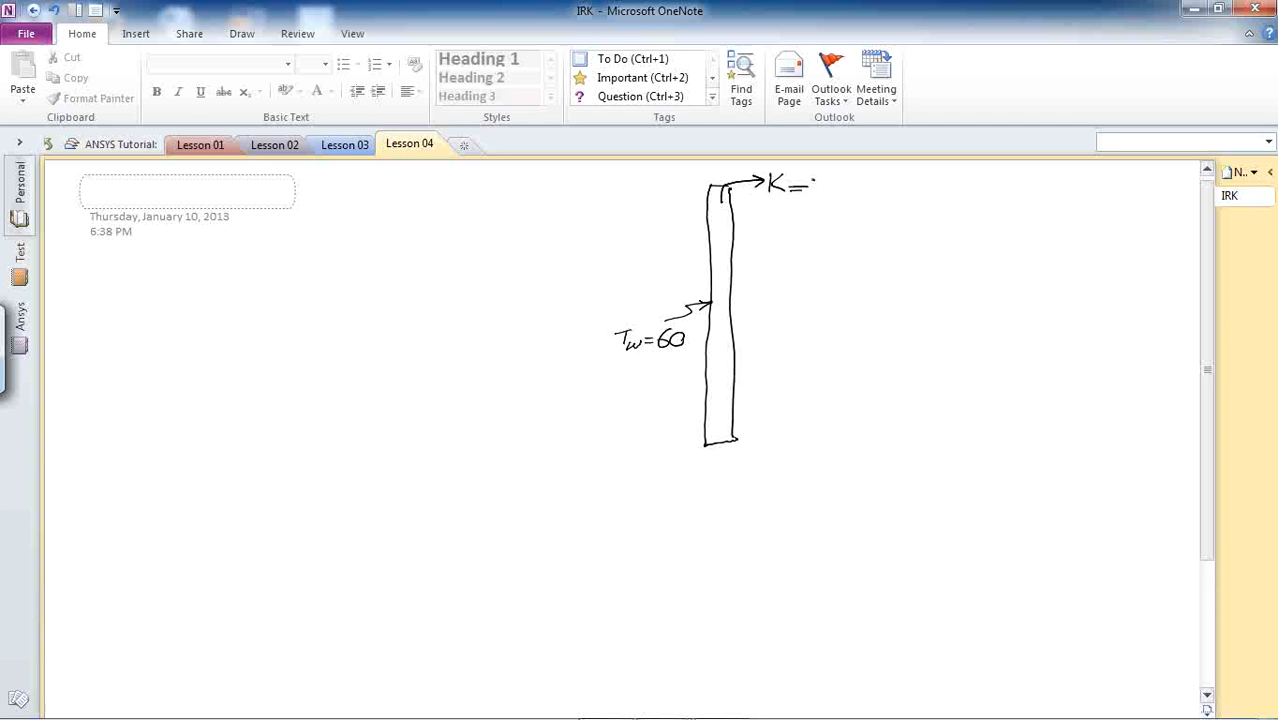 IRK - Microsoft OneNote
File Home Insert Share Draw Review View
Paste
Cut
Copy
Format Painter
Clipboard
B I U abc X₂ A
Basic Text
Heading 1
Heading 2
Heading 3
Styles
To Do (Ctrl+1)
Important (Ctrl+2)
? Question (Ctrl+3)
Tags
Find Tags
E-mail Page
Outlook Tasks
Meeting Details
Outlook
ANSYS Tutorial: Lesson 01 Lesson 02 Lesson 03 Lesson 04
Personal
Test
Ansys
N..
IRK
Thursday, January 10, 2013
6:38 PM
K=
Tw=60